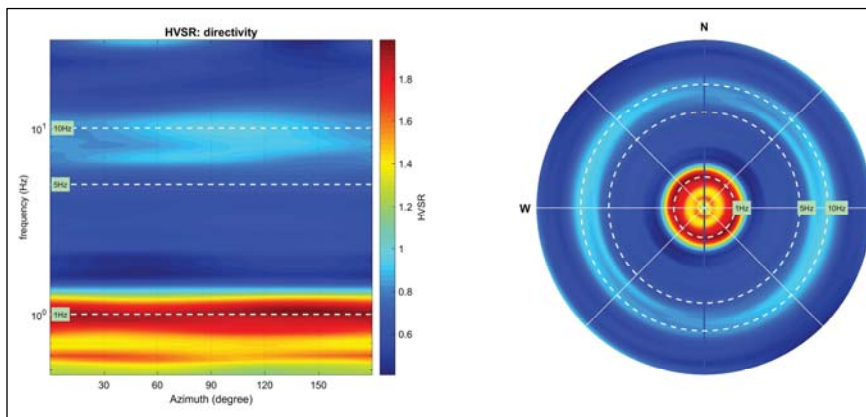 HVSR: directivity
10¹
10⁰
10Hz
5Hz
1Hz
frequency (Hz)
30
60
90
120
150
Azimuth (degree)
1.8
1.6
1.4
1.2
1
0.8
0.6
HVSR
N
W
1Hz
5Hz
10Hz